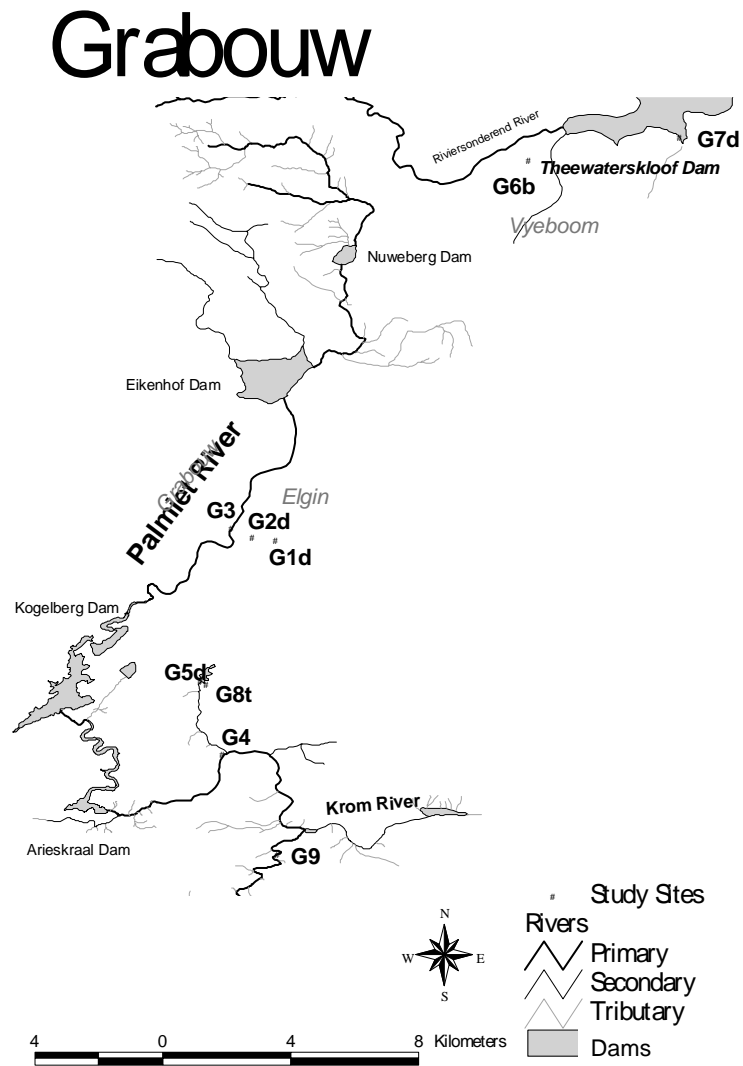 Grabouw
Riviersonderend River
G7d
Theewaterskloof Dam
G6b
Vyeboom
Nuweberg Dam
Eikenhof Dam
Palmiet River
Grabouw
Elgin
G3
G2d
G1d
Kogelberg Dam
G5d
G8t
G4
Krom River
Arieskraal Dam
G9
# Study Sites
Rivers
Primary
Secondary
Tributary
Dams
N
W E
S
4 0 4 8 Kilometers